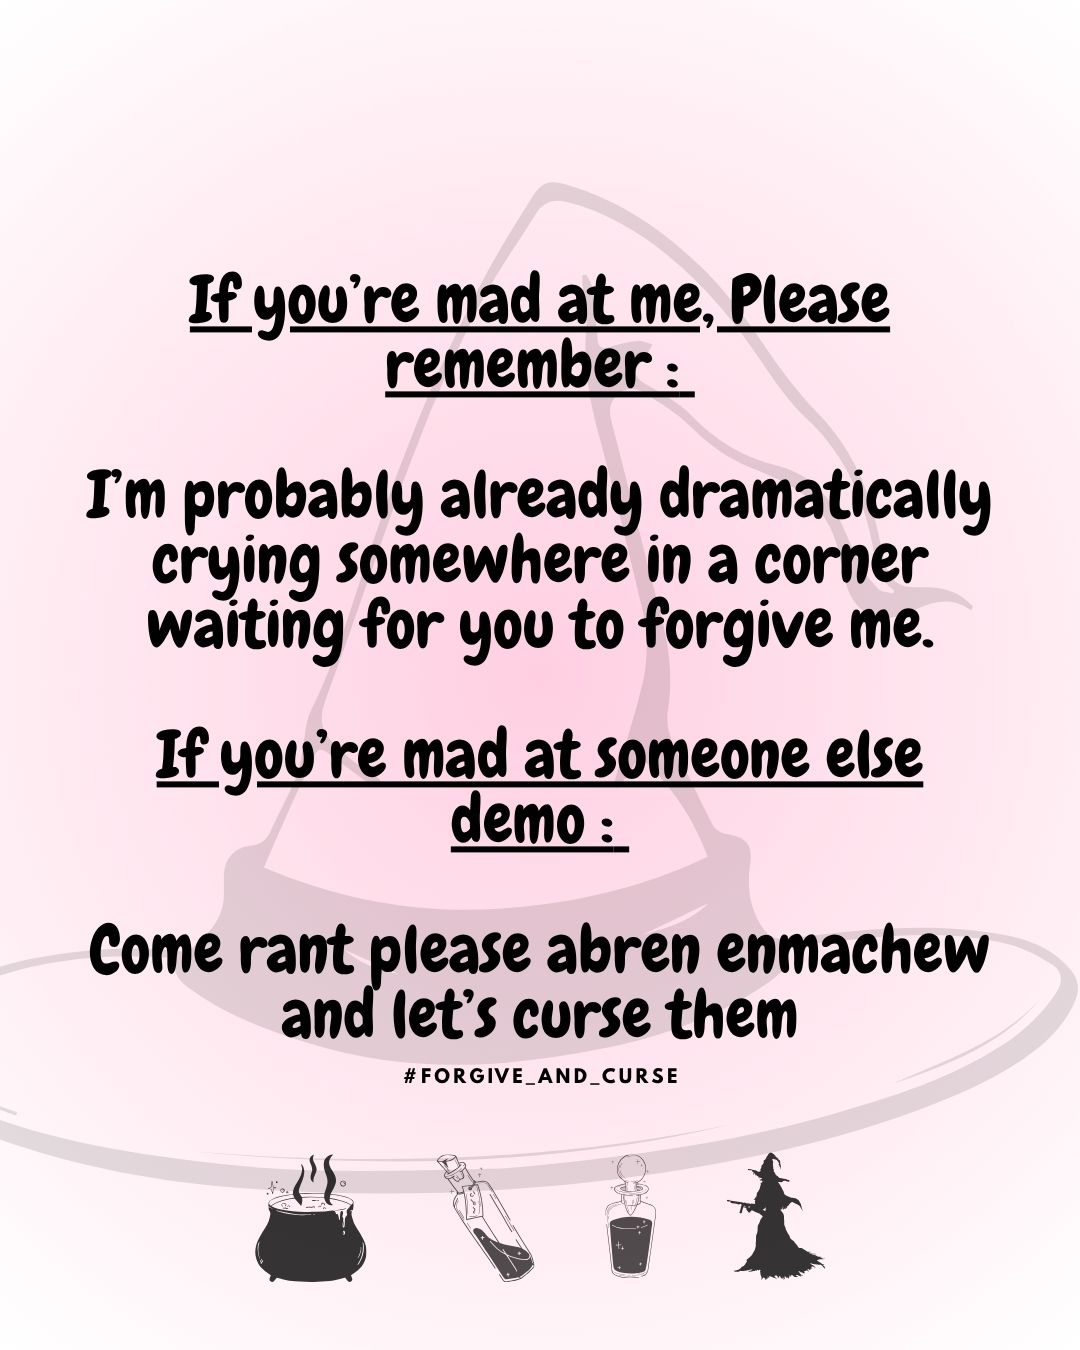 If you're mad at me, Please
remember :
I'm probably already dramatically
crying somewhere in a corner
waiting for you to forgive me.
If you're mad at someone else
demo :
Come rant please abren enmachew
and let's curse them
#FORGIVE_AND_CURSE